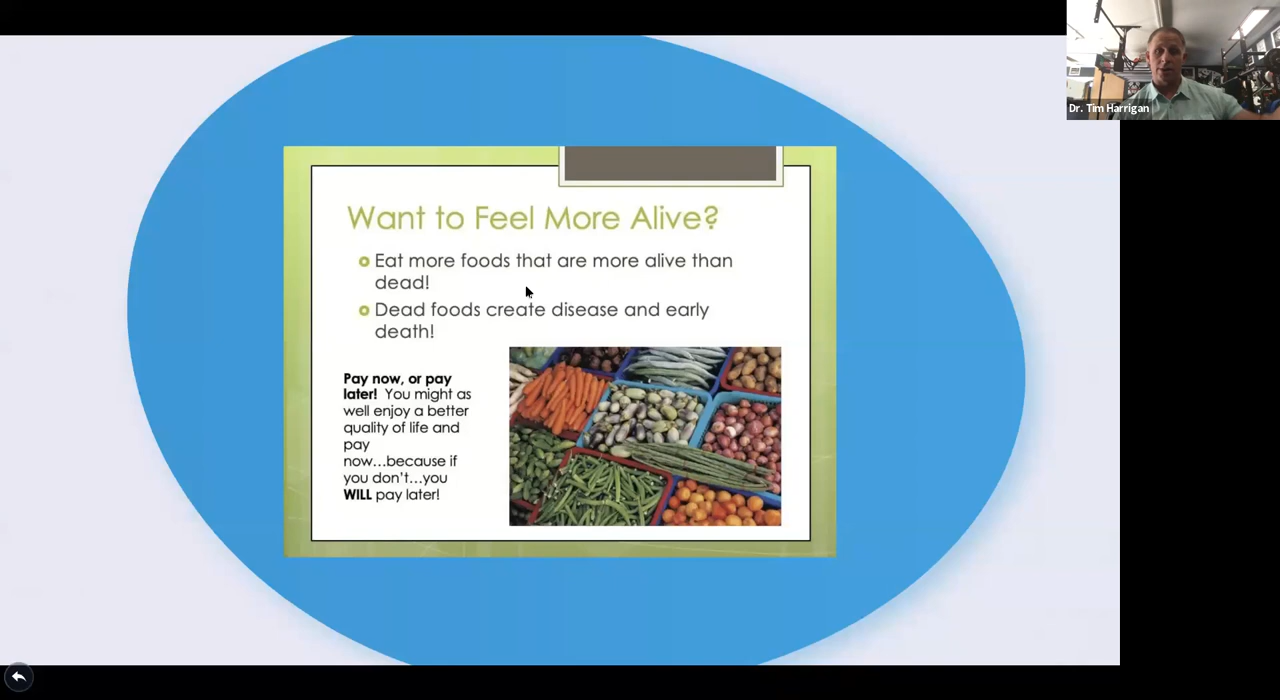 Dr. Tim Harrigan
Want to Feel More Alive?
Eat more foods that are more alive than
dead!
Dead foods create disease and early
death!
Pay now, or pay
later! You might as
well enjoy a better
quality of life and
pay
now…because if
you don't…you
WILL pay later!